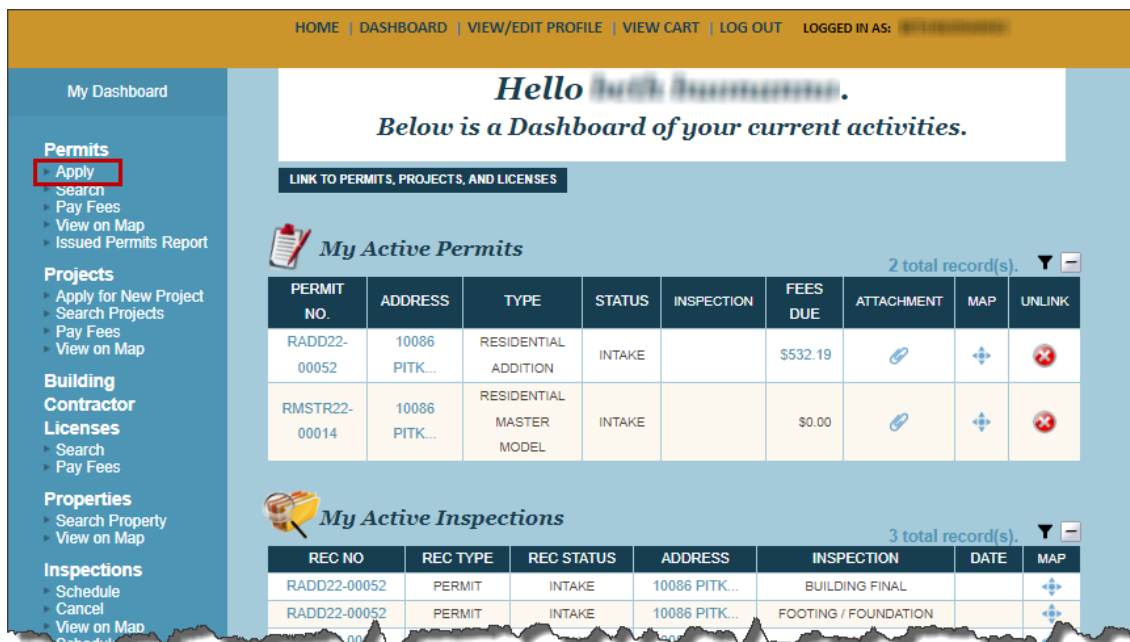 HOME | DASHBOARD | VIEW/EDIT PROFILE | VIEW CART | LOG OUT LOGGED IN AS:
My Dashboard
Permits
Apply
Search
Pay Fees
View on Map
Issued Permits Report
Projects
Apply for New Project
Search Projects
Pay Fees
View on Map
Building
Contractor
Licenses
Search
Pay Fees
Properties
Search Property
View on Map
Inspections
Schedule
Cancel
View on Map
Hello .
Below is a Dashboard of your current activities.
LINK TO PERMITS, PROJECTS, AND LICENSES
My Active Permits
2 total record(s).
PERMIT NO. ADDRESS TYPE STATUS INSPECTION FEES DUE ATTACHMENT MAP UNLINK
RADD22-00052 10086 PITK... RESIDENTIAL ADDITION INTAKE $532.19
RMSTR22-00014 10086 PITK... RESIDENTIAL MASTER MODEL INTAKE $0.00
My Active Inspections
3 total record(s).
REC NO REC TYPE REC STATUS ADDRESS INSPECTION DATE MAP
RADD22-00052 PERMIT INTAKE 10086 PITK... BUILDING FINAL
RADD22-00052 PERMIT INTAKE 10086 PITK... FOOTING / FOUNDATION